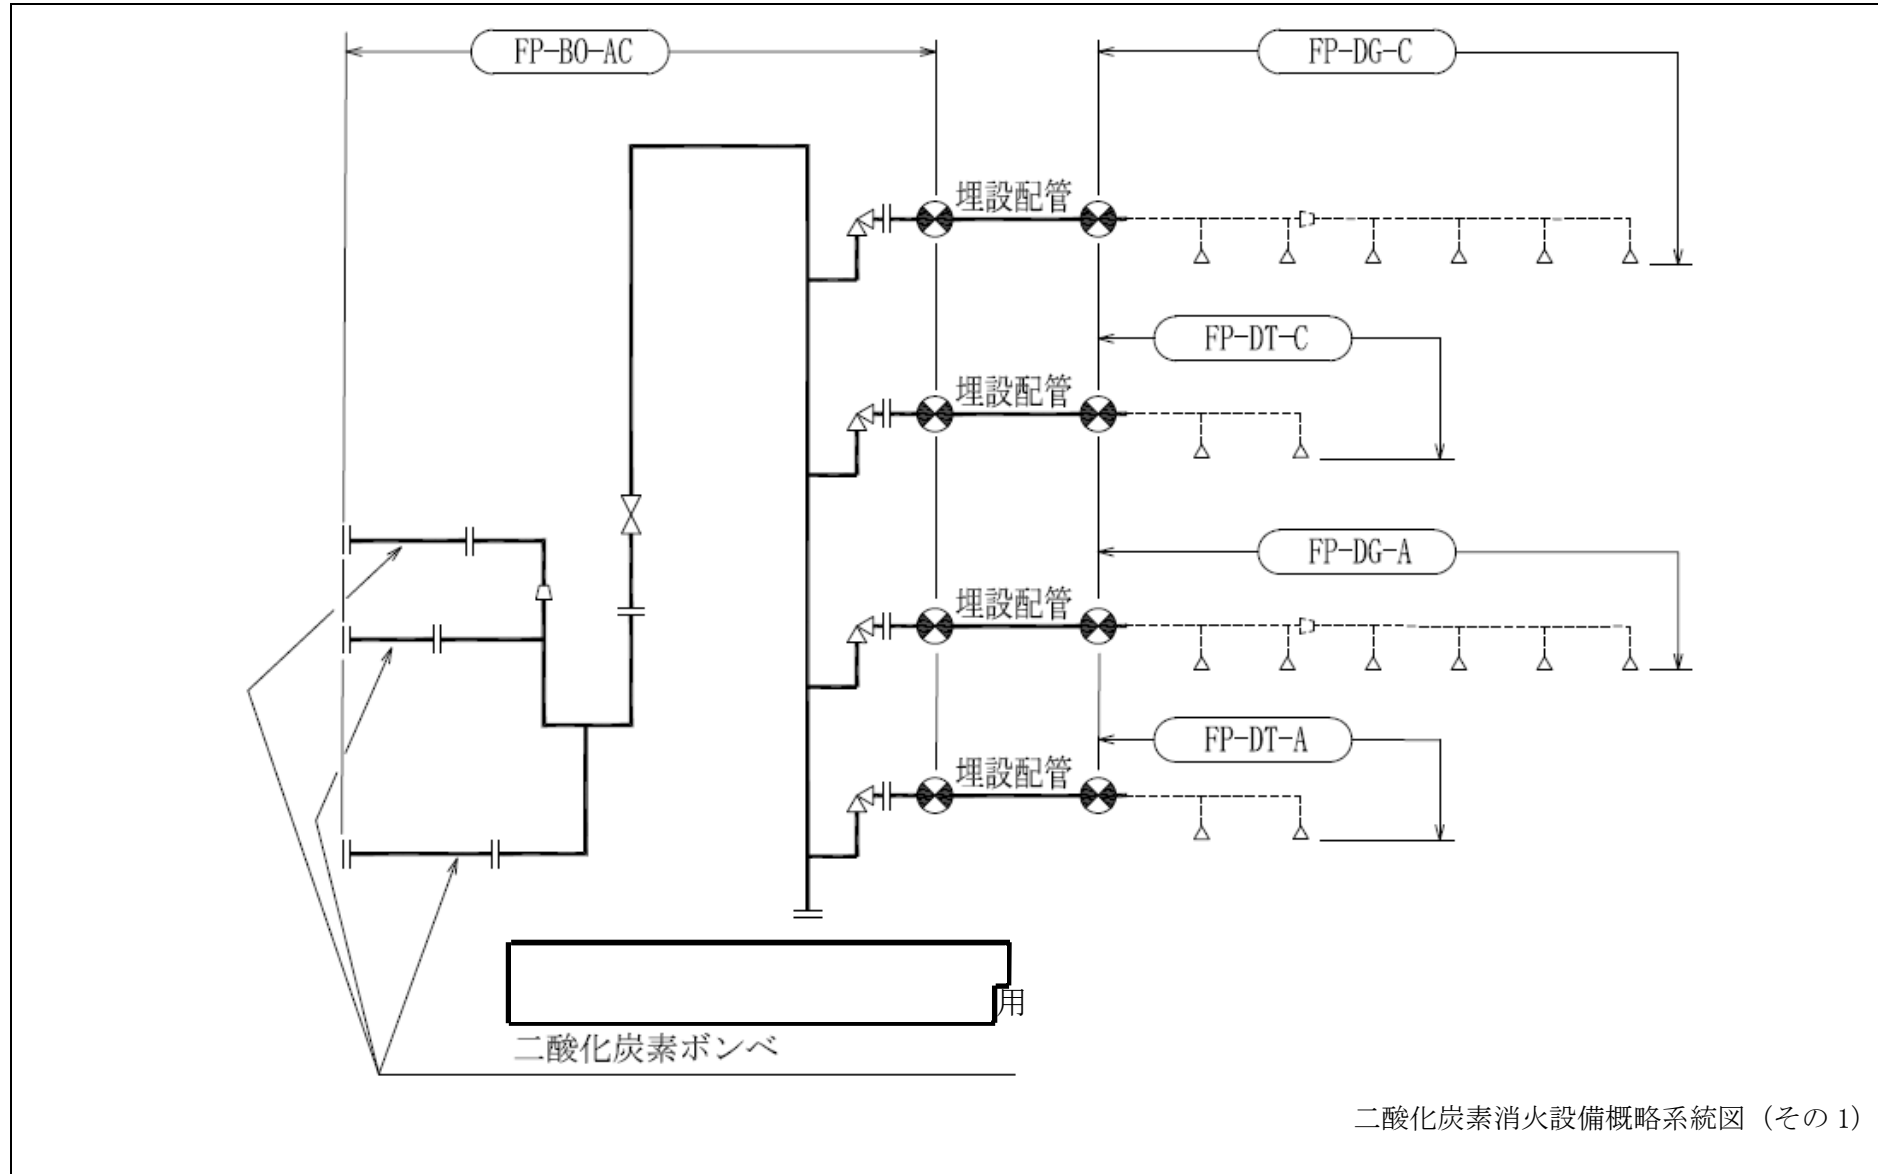 FP-BO-AC
FP-DG-C
埋設配管
FP-DT-C
埋設配管
FP-DG-A
埋設配管
FP-DT-A
埋設配管
用
二酸化炭素ボンベ
二酸化炭素消火設備概略系統図（その 1）